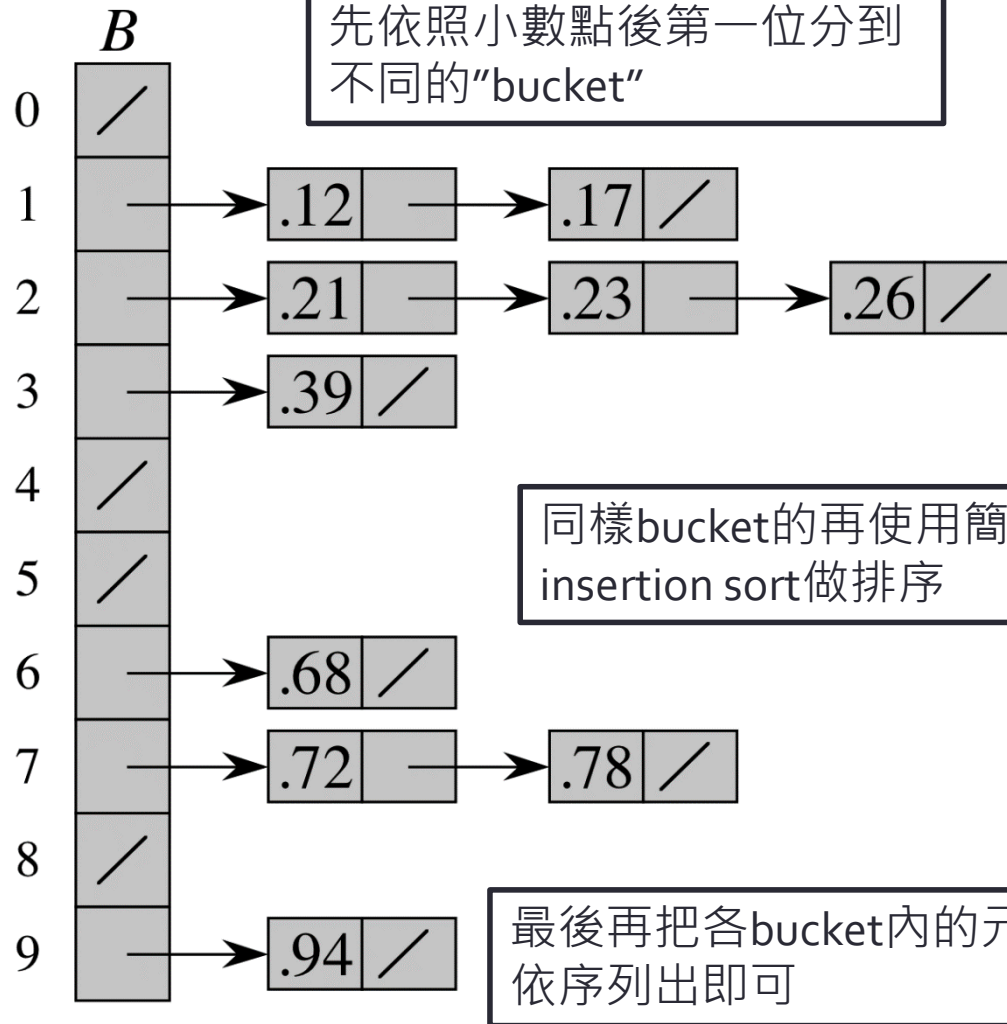 B
先依照小數點後第一位分到
不同的”bucket”
0
1 .12 .17
2 .21 .23 .26
3 .39
4
同樣bucket的再使用簡
insertion sort做排序
5
6 .68
7 .72 .78
8
最後再把各bucket內的元
依序列出即可
9 .94